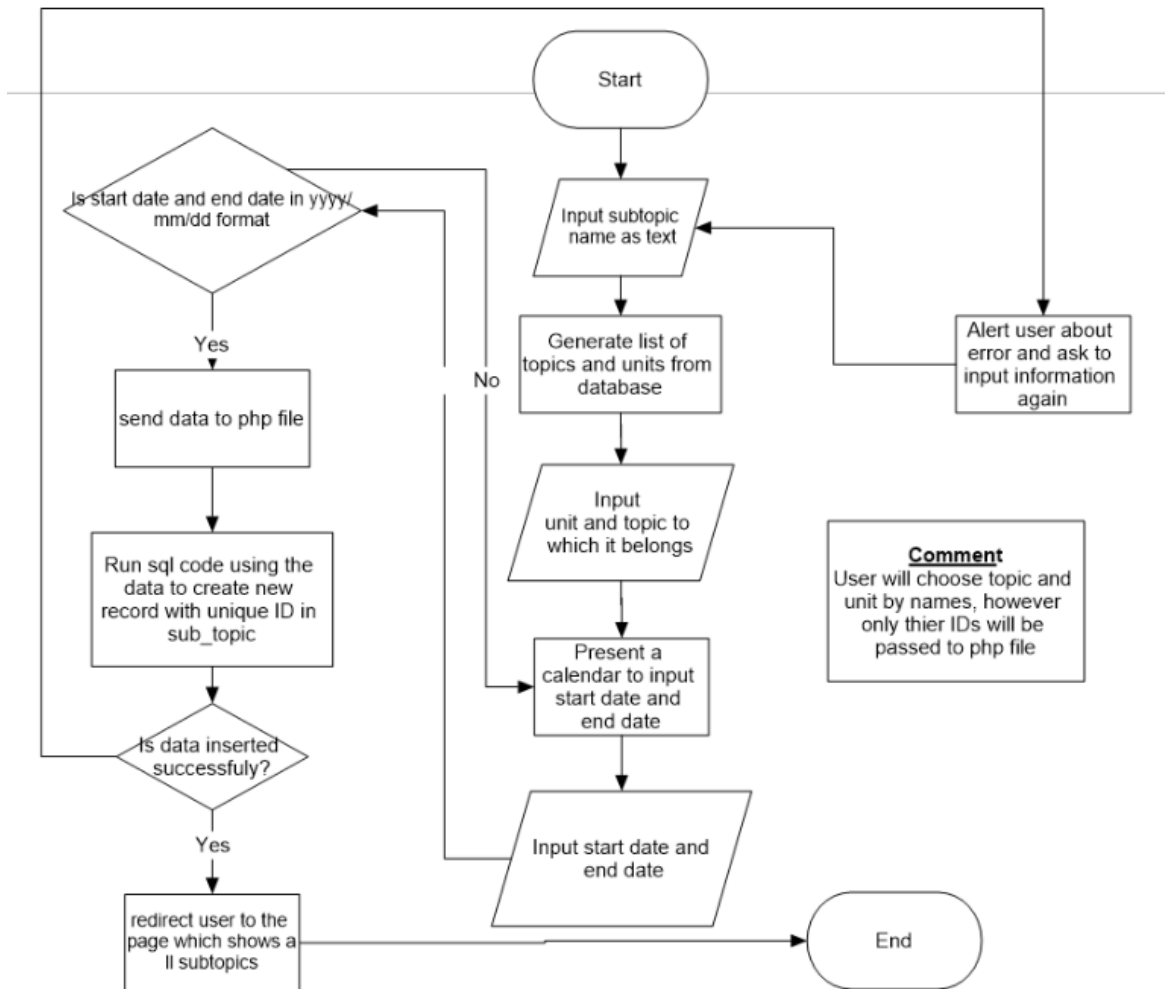 Start
Input subtopic
name as text
Generate list of
topics and units from
database
Input
unit and topic to
which it belongs
Present a
calendar to input
start date and
end date
Input start date and
end date
Is start date and end date in yyyy/
mm/dd format
No
Yes
send data to php file
Run sql code using the
data to create new
record with unique ID in
sub_topic
Is data inserted
successfuly?
Yes
redirect user to the
page which shows a
ll subtopics
End
Alert user about
error and ask to
input information
again
Comment
User will choose topic and
unit by names, however
only thier IDs will be
passed to php file